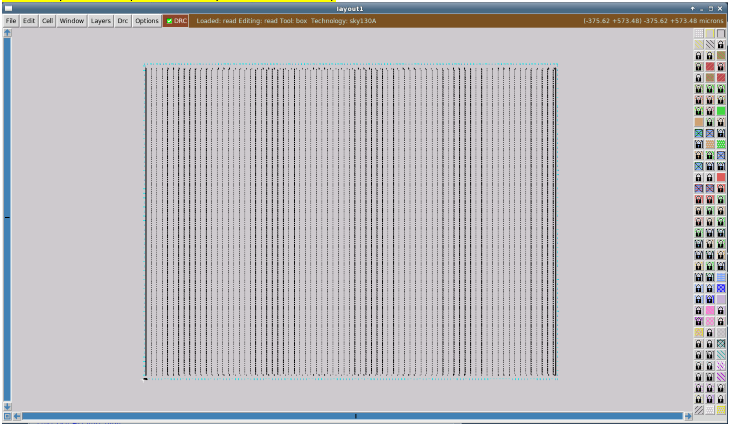 layout1
File Edit Cell Window Layers Drc Options DRC Loaded: read Editing: read Tool: box Technology: sky130A (-375.62 +573.48) -375.62 +573.48 microns